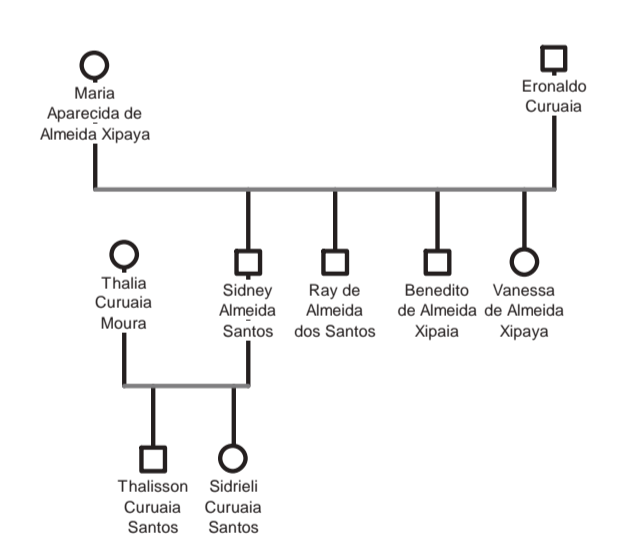 Maria
Aparecida de
Almeida Xipaya
Eronaldo
Curuaia
Thalia
Curuaia
Moura
Sidney
Almeida
Santos
Ray de
Almeida
dos Santos
Benedito
de Almeida
Xipaia
Vanessa
de Almeida
Xipaya
Thalisson
Curuaia
Santos
Sidrieli
Curuaia
Santos